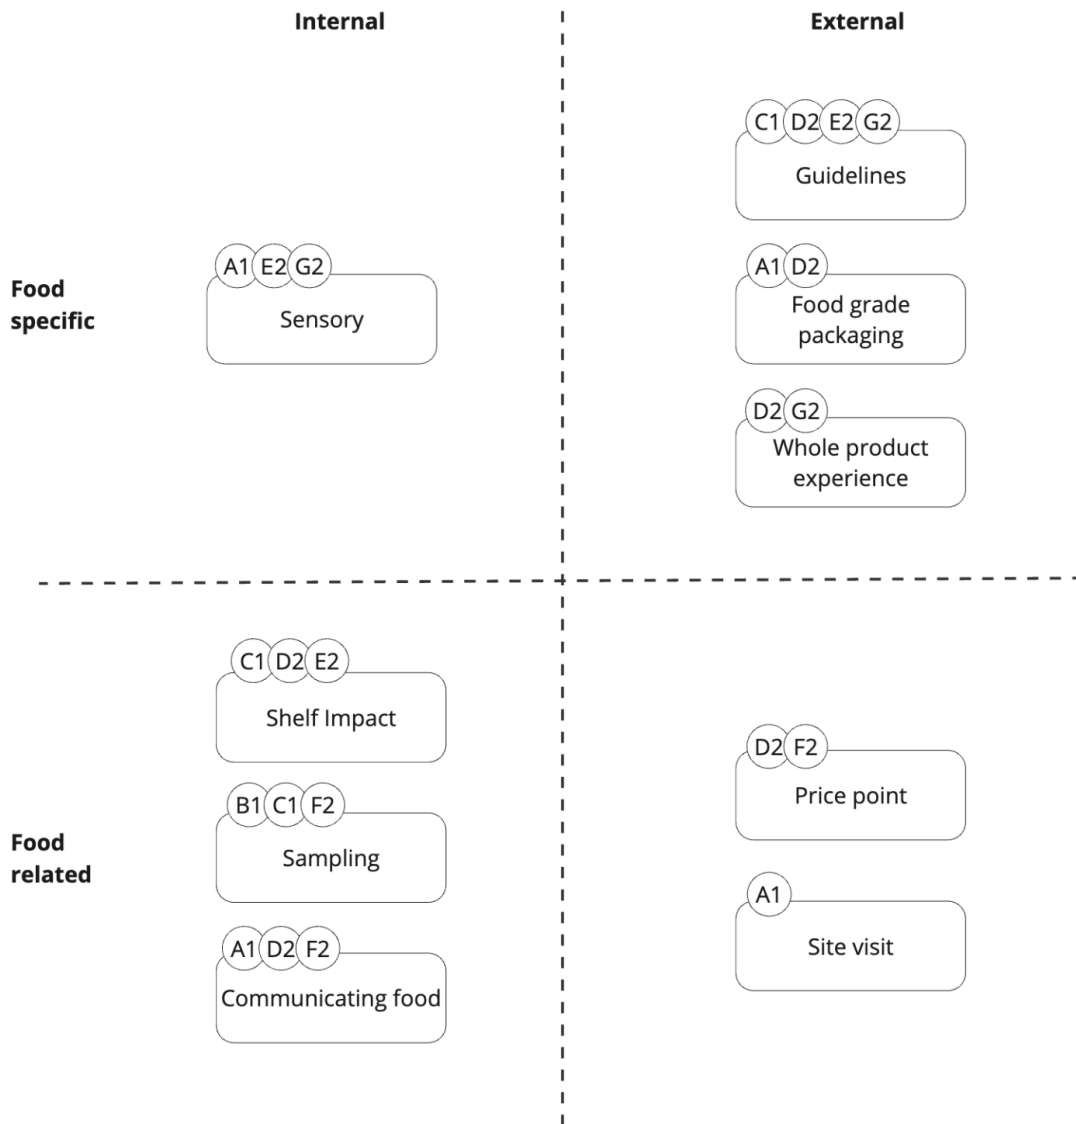 Internal
External
C1 D2 E2 G2
Guidelines
Food
specific
A1 E2 G2
Sensory
A1 D2
Food grade
packaging
D2 G2
Whole product
experience
Food
related
C1 D2 E2
Shelf Impact
B1 C1 F2
Sampling
A1 D2 F2
Communicating food
D2 F2
Price point
A1
Site visit